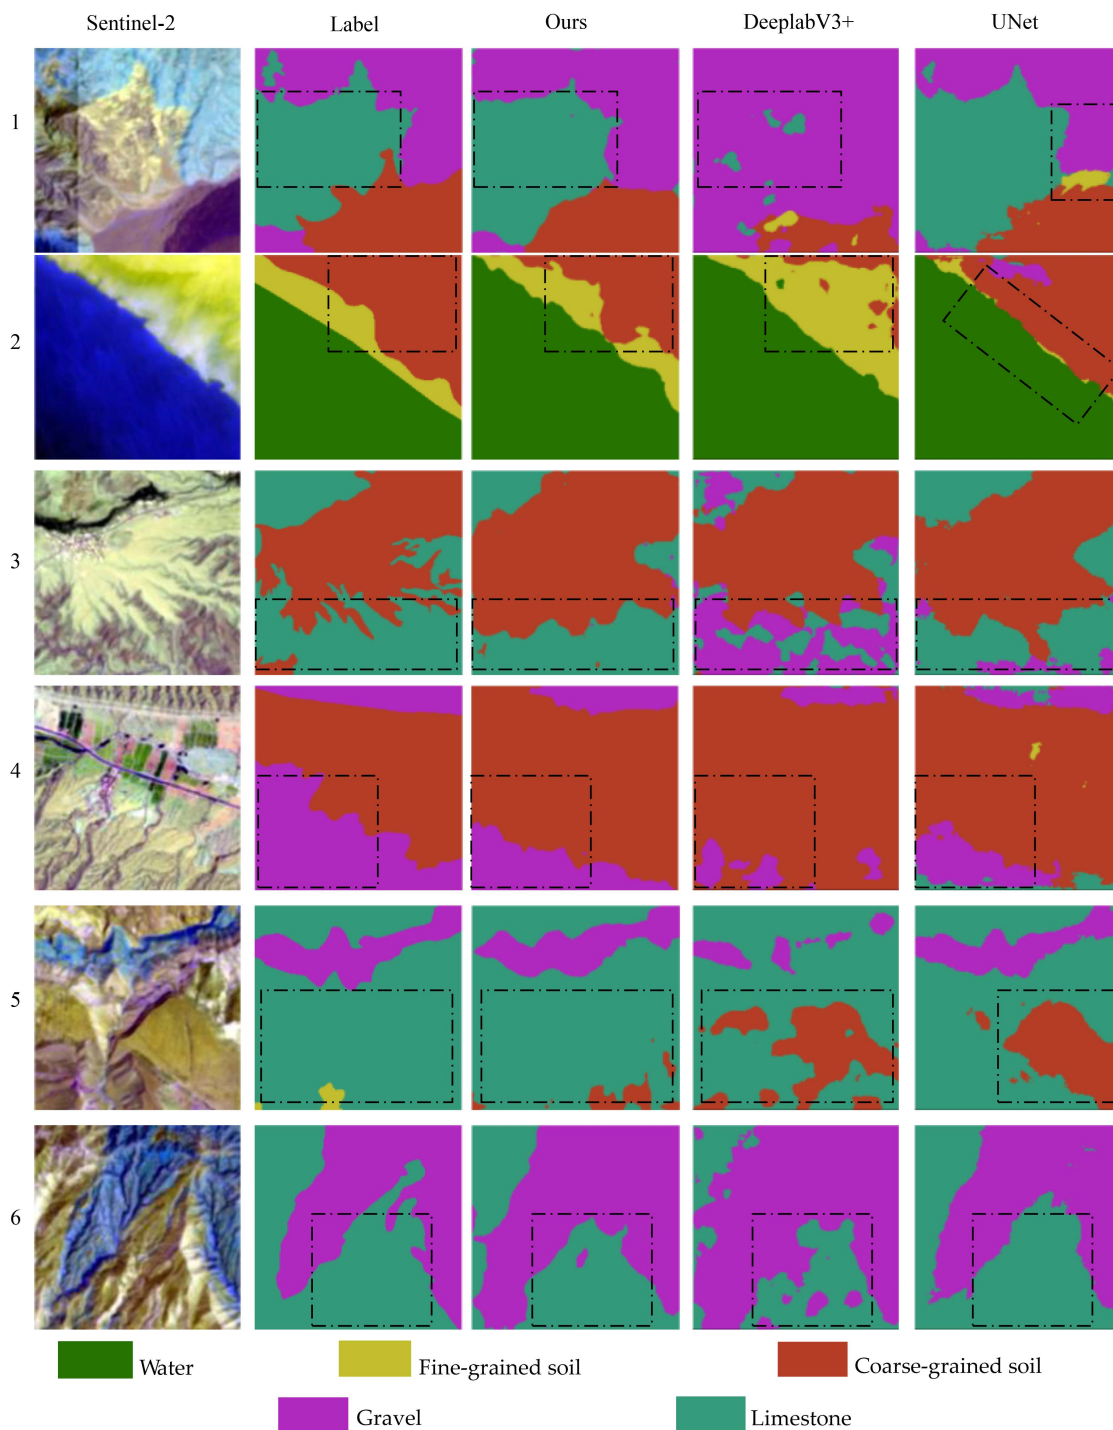 Sentinel-2 Label Ours DeeplabV3+ UNet
1
2
3
4
5
6
Water Fine-grained soil Coarse-grained soil
Gravel Limestone